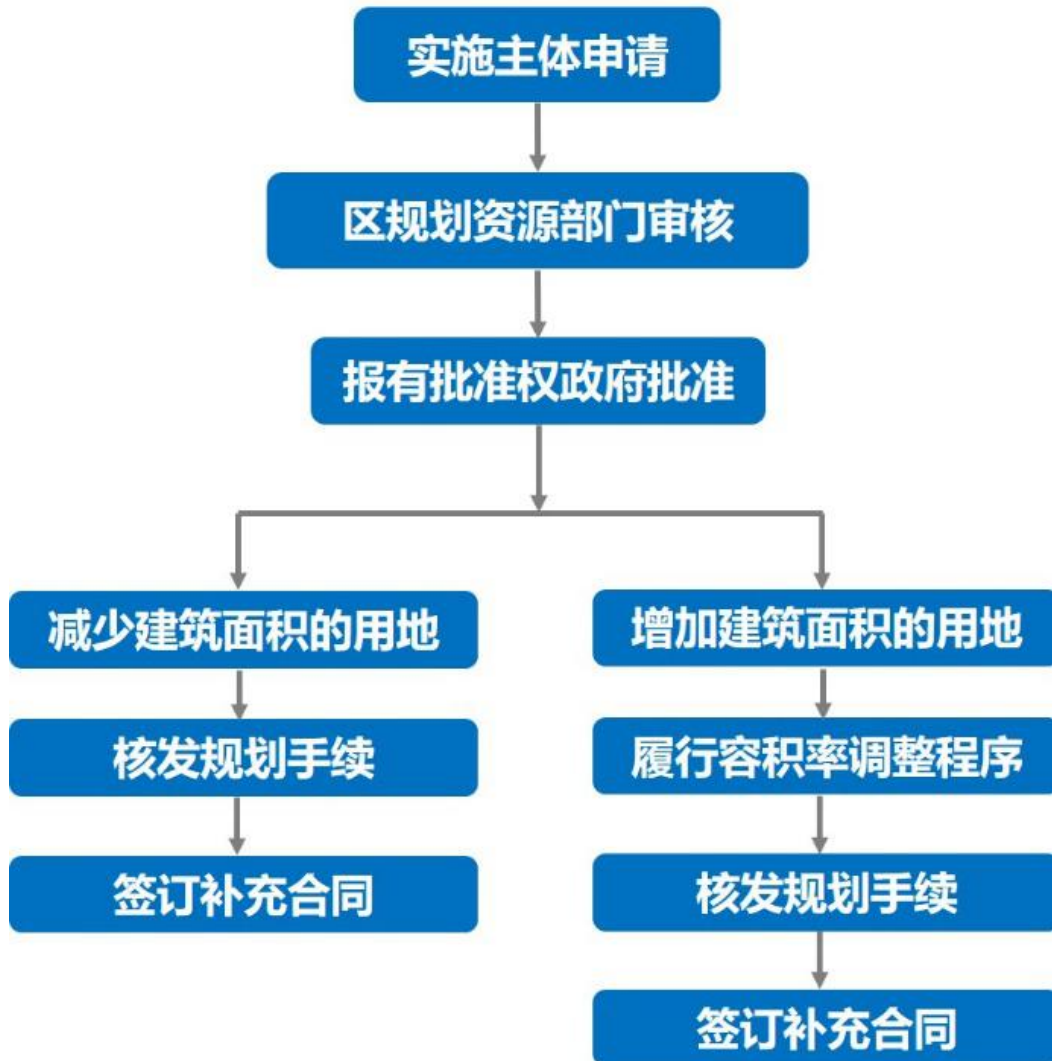 实施主体申请
区规划资源部门审核
报有批准权政府批准
减少建筑面积的用地
核发规划手续
签订补充合同
增加建筑面积的用地
履行容积率调整程序
核发规划手续
签订补充合同